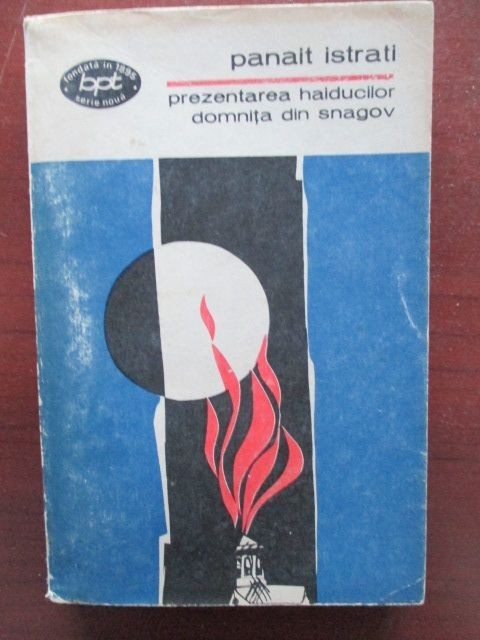 fondată în 1895
bpt
serie nouă
panait istrati
prezentarea haiducilor
domnița din snagov